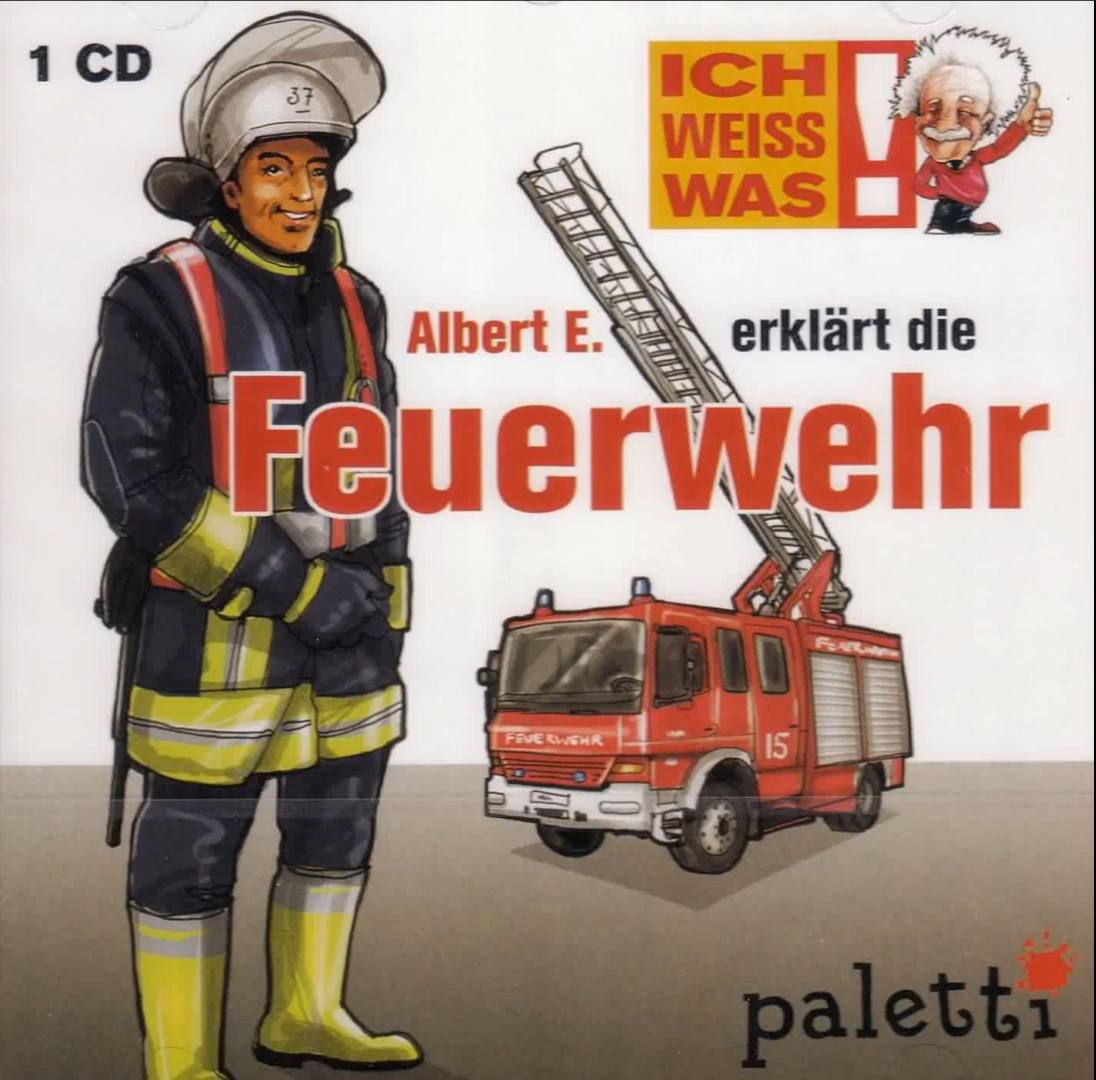 1 CD
ICH
WEISS
WAS
!
37
Albert E. erklärt die
Feuerwehr
FEUERWEHR
FEUERWEHR
15
paletti